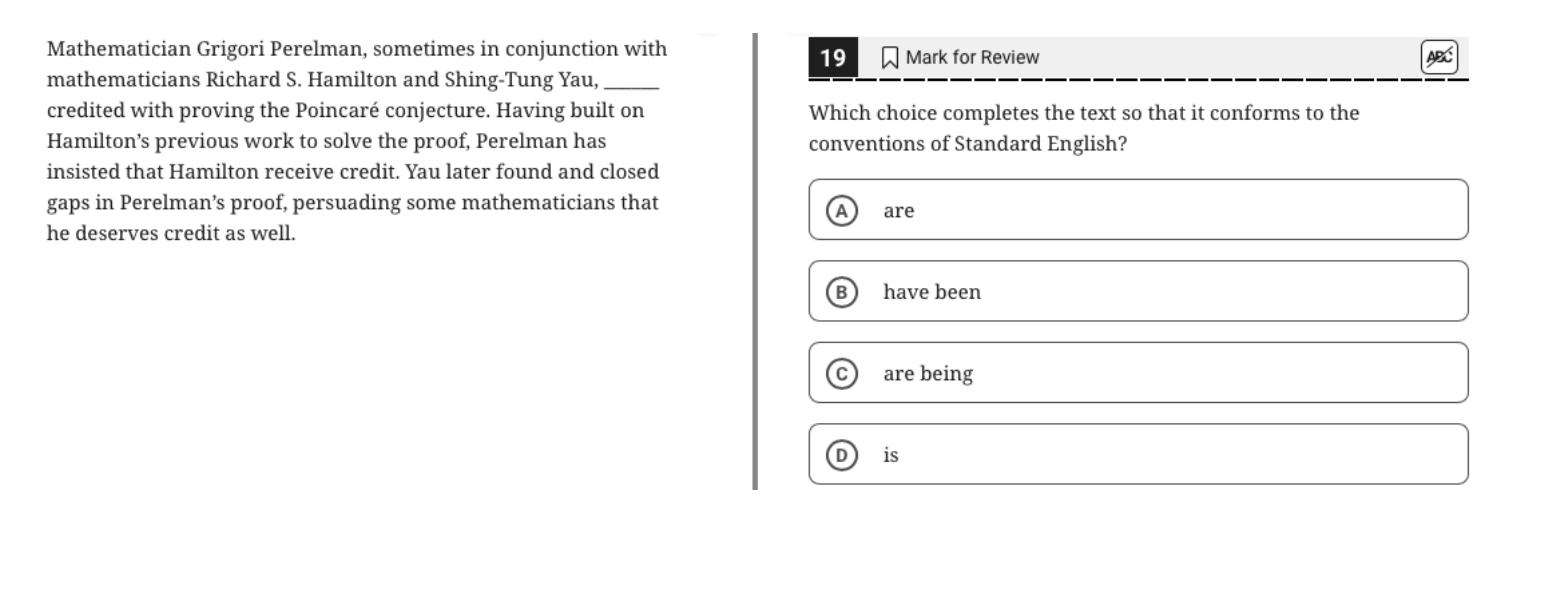 Mathematician Grigori Perelman, sometimes in conjunction with
mathematicians Richard S. Hamilton and Shing-Tung Yau, ______
credited with proving the Poincaré conjecture. Having built on
Hamilton’s previous work to solve the proof, Perelman has
insisted that Hamilton receive credit. Yau later found and closed
gaps in Perelman’s proof, persuading some mathematicians that
he deserves credit as well.
19 Mark for Review ABC
Which choice completes the text so that it conforms to the
conventions of Standard English?
A are
B have been
C are being
D is